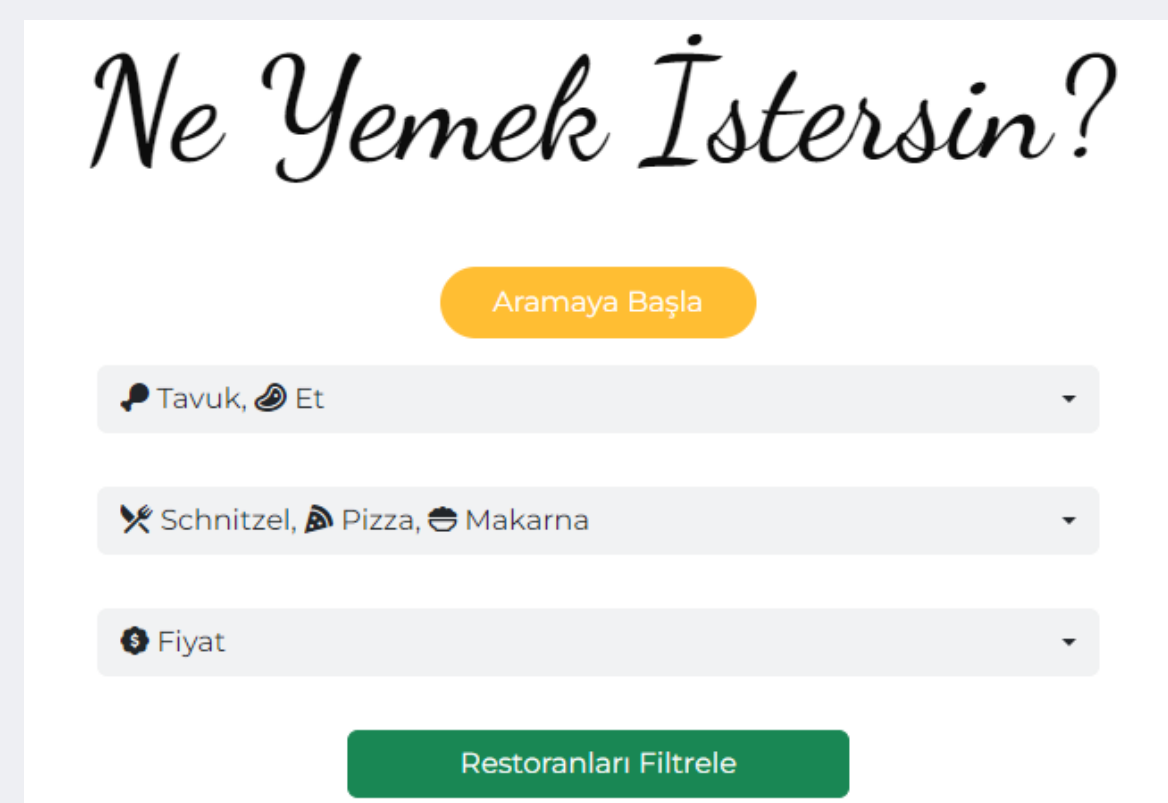 Ne Yemek İstersin?
Aramaya Başla
Tavuk, Et
Schnitzel, Pizza, Makarna
Fiyat
Restoranları Filtrele